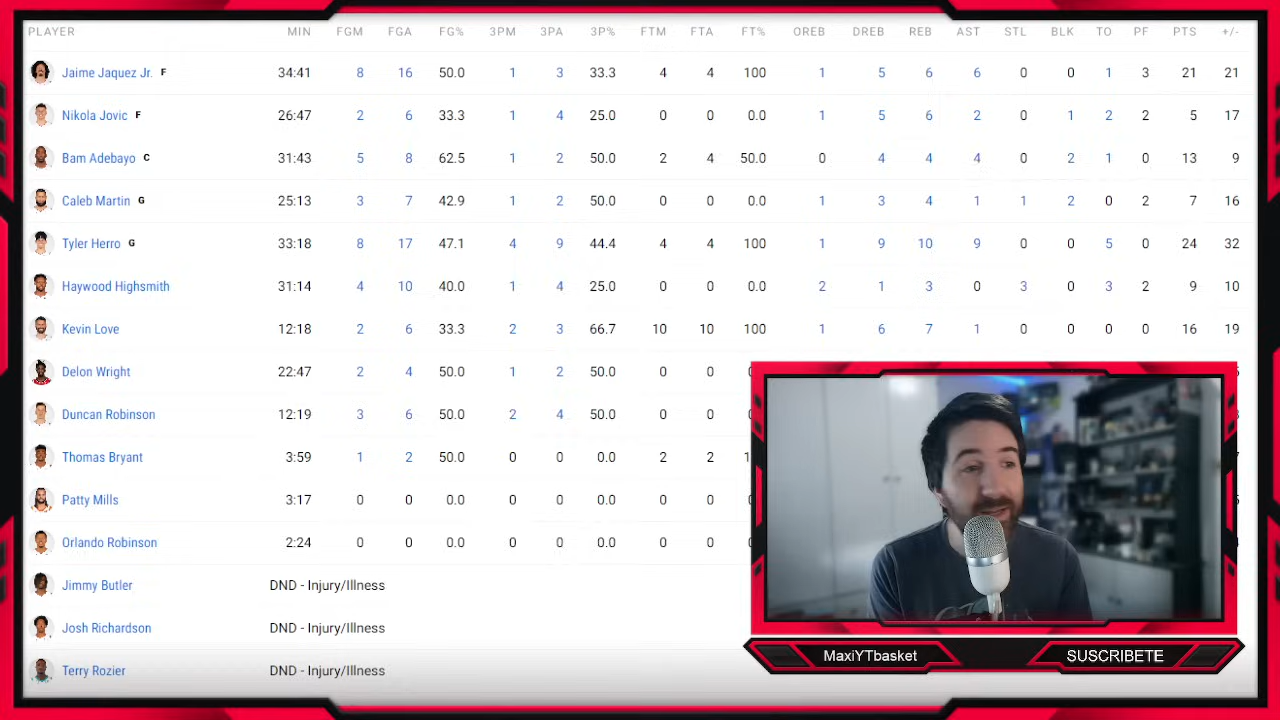 PLAYER MIN FGM FGA FG% 3PM 3PA 3P% FTM FTA FT% OREB DREB REB AST STL BLK TO PF PTS +/-
Jaime Jaquez Jr. F 34:41 8 16 50.0 1 3 33.3 4 4 100 1 5 6 6 0 0 1 3 21 21
Nikola Jovic F 26:47 2 6 33.3 1 4 25.0 0 0 0.0 1 5 6 2 0 1 2 2 5 17
Bam Adebayo C 31:43 5 8 62.5 1 2 50.0 2 4 50.0 0 4 4 4 0 2 1 0 13 9
Caleb Martin G 25:13 3 7 42.9 1 2 50.0 0 0 0.0 1 3 4 1 1 2 0 2 7 16
Tyler Herro G 33:18 8 17 47.1 4 9 44.4 4 4 100 1 9 10 9 0 0 5 0 24 32
Haywood Highsmith 31:14 4 10 40.0 1 4 25.0 0 0 0.0 2 1 3 0 3 0 3 2 9 10
Kevin Love 12:18 2 6 33.3 2 3 66.7 10 10 100 1 6 7 1 0 0 0 0 16 19
Delon Wright 22:47 2 4 50.0 1 2 50.0 0 0
Duncan Robinson 12:19 3 6 50.0 2 4 50.0 0 0
Thomas Bryant 3:59 1 2 50.0 0 0 0.0 2 2
Patty Mills 3:17 0 0 0.0 0 0 0.0 0 0
Orlando Robinson 2:24 0 0 0.0 0 0 0.0 0 0
Jimmy Butler DND - Injury/Illness
Josh Richardson DND - Injury/Illness
Terry Rozier DND - Injury/Illness
MaxiYTbasket SUSCRIBETE